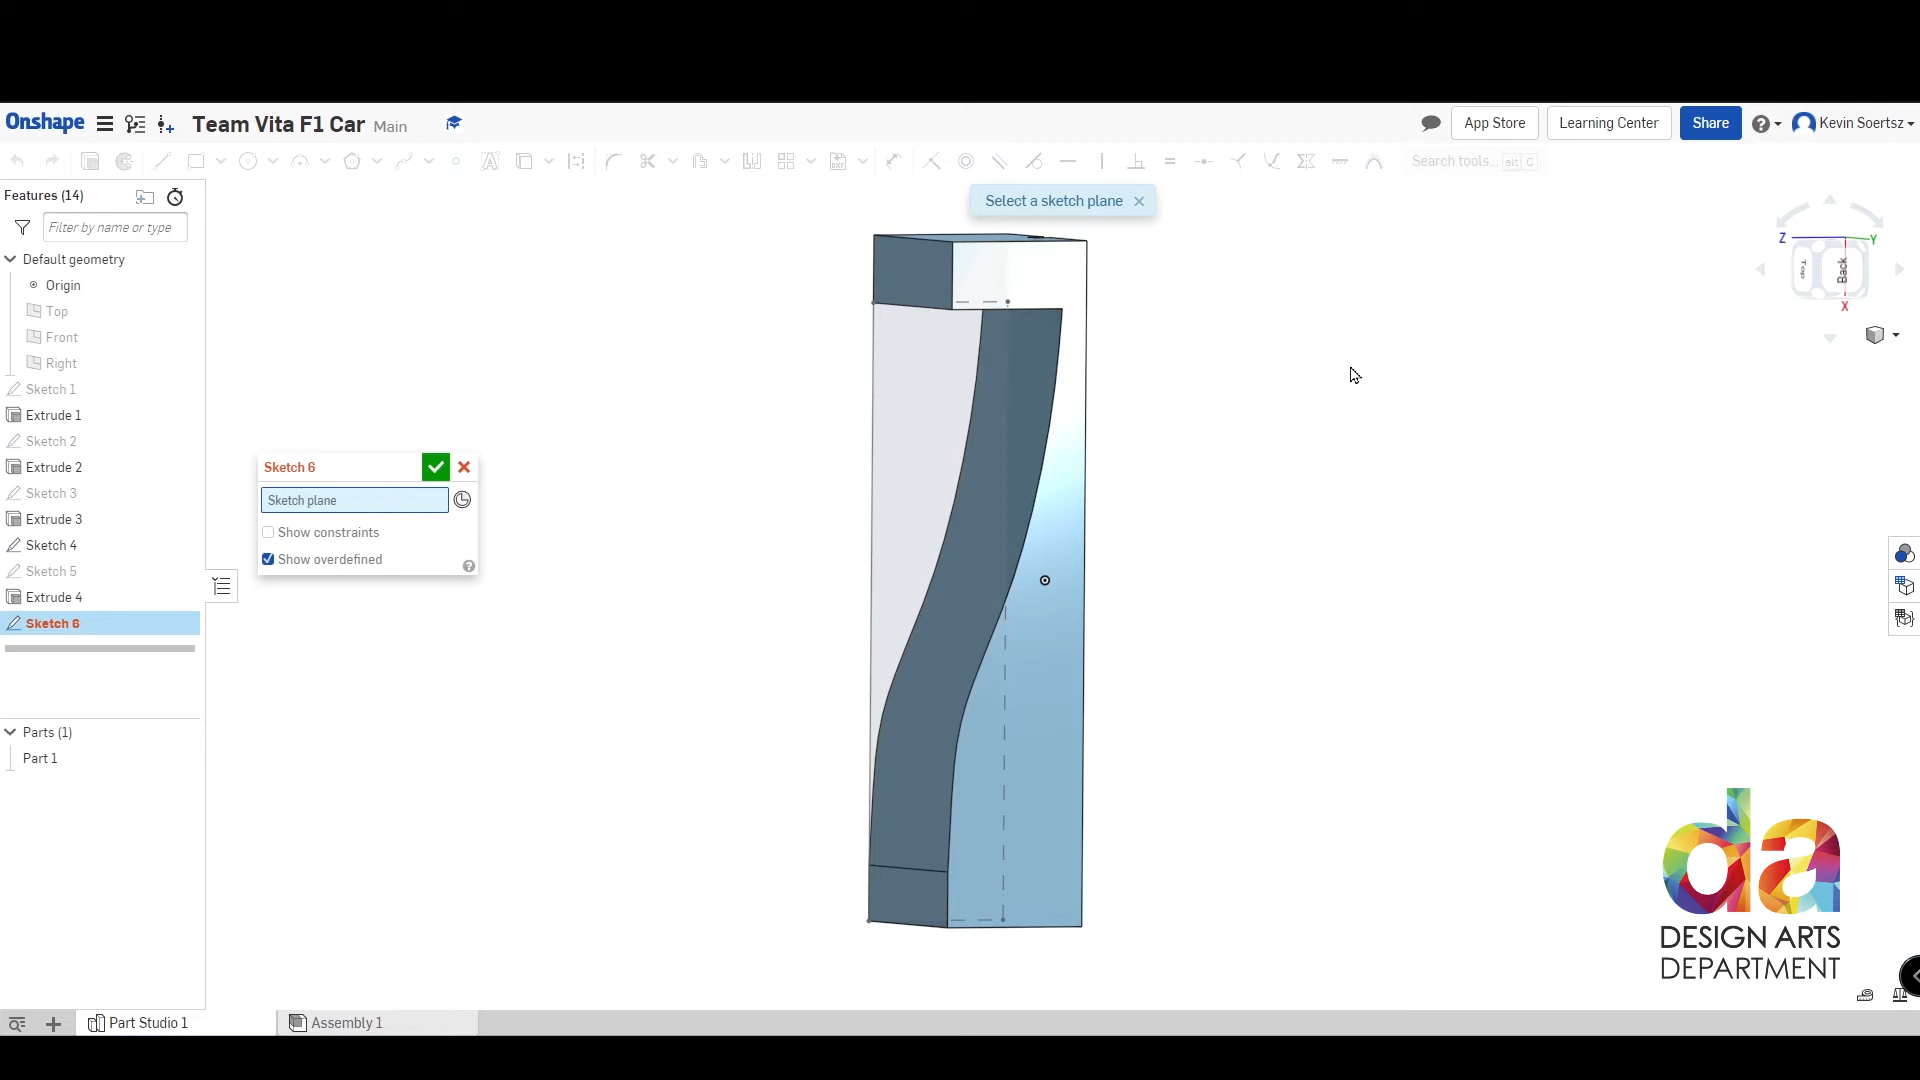 Onshape
Team Vita F1 Car Main
App Store
Learning Center
Share
Kevin Soertsz
Search tools... alt C
Features (14)
Filter by name or type
Select a sketch plane
Default geometry
Origin
Top
Front
Right
Sketch 1
Extrude 1
Sketch 2
Extrude 2
Sketch 3
Extrude 3
Sketch 4
Sketch 5
Extrude 4
Sketch 6
Parts (1)
Part 1
Sketch 6
Sketch plane
Show constraints
Show overdefined
Z
Y
X
Top
Back
da
DESIGN ARTS
DEPARTMENT
Part Studio 1
Assembly 1